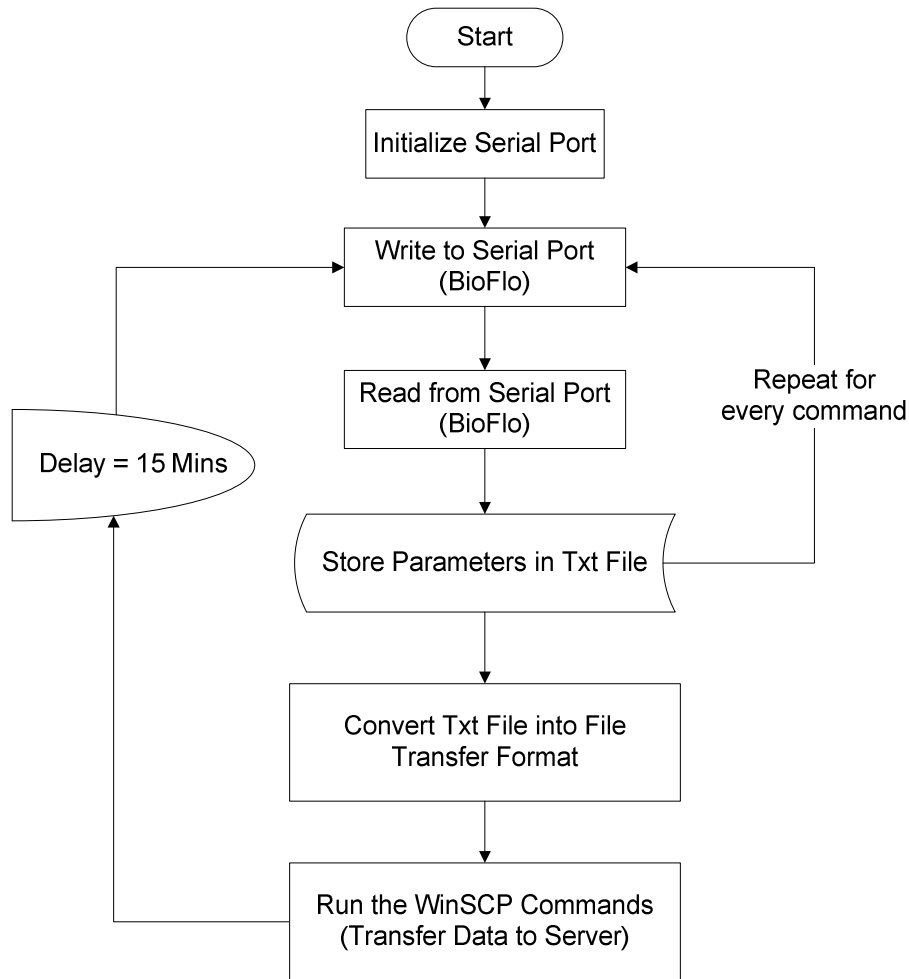 Start
Initialize Serial Port
Write to Serial Port
(BioFlo)
Read from Serial Port
(BioFlo)
Repeat for
every command
Delay = 15 Mins
Store Parameters in Txt File
Convert Txt File into File
Transfer Format
Run the WinSCP Commands
(Transfer Data to Server)